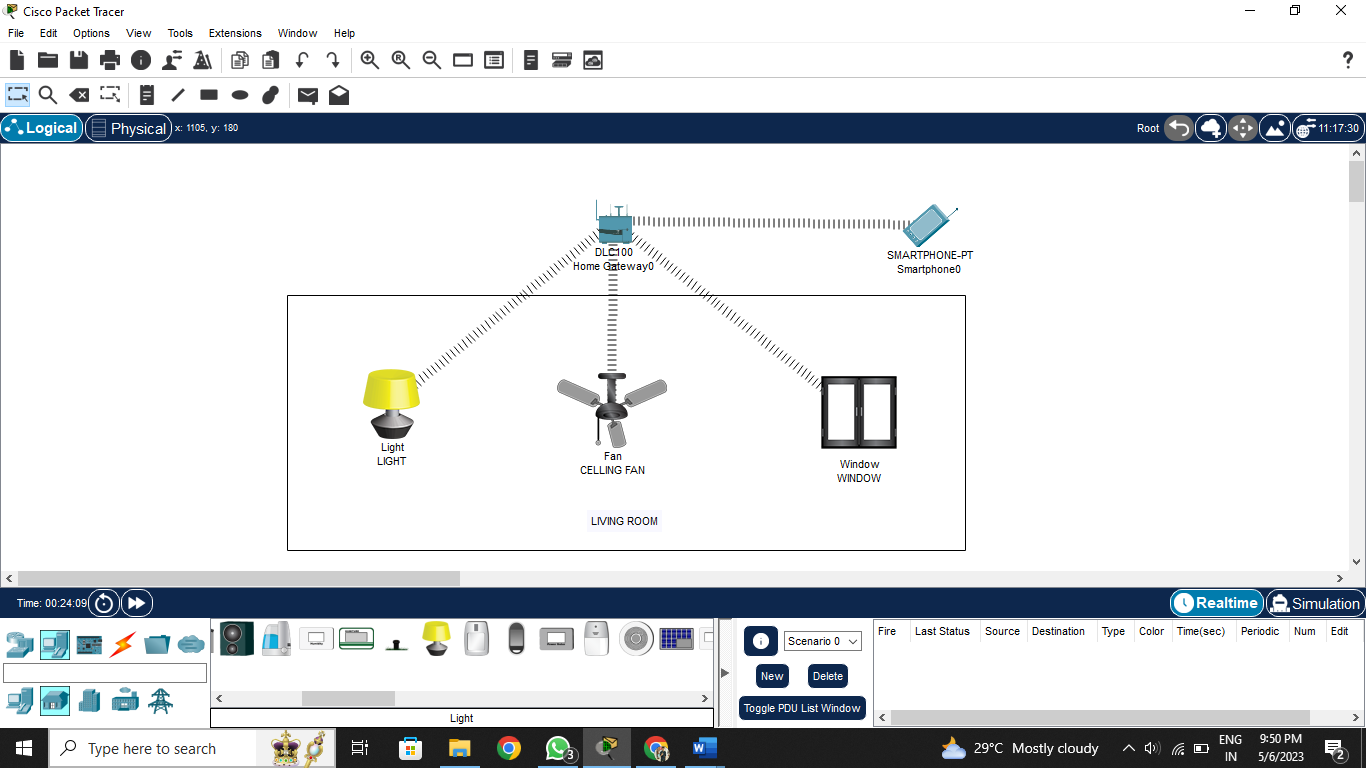 Cisco Packet Tracer
File Edit Options View Tools Extensions Window Help
Logical Physical x: 1105, y: 180 Root 11:17:30
DLC100
Home Gateway0
SMARTPHONE-PT
Smartphone0
Light
LIGHT
Fan
CELLING FAN
Window
WINDOW
LIVING ROOM
Time: 00:24:09 Realtime Simulation
Scenario 0
New Delete
Toggle PDU List Window
Fire Last Status Source Destination Type Color Time(sec) Periodic Num Edit
Light
Type here to search
3
29°C Mostly cloudy
ENG
IN
9:50 PM
5/6/2023
2